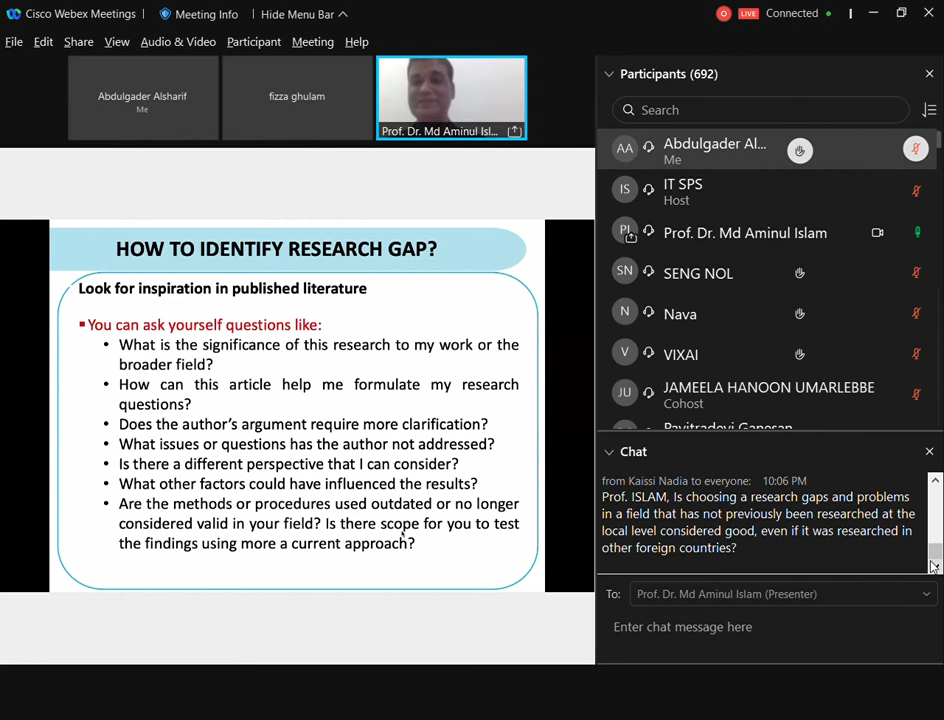 Cisco Webex Meetings
Meeting Info
Hide Menu Bar
LIVE
Connected
File Edit Share View Audio & Video Participant Meeting Help
Abdulgader Alsharif
Me
fizza ghulam
Prof. Dr. Md Aminul Isl...
HOW TO IDENTIFY RESEARCH GAP?
Look for inspiration in published literature
▪You can ask yourself questions like:
• What is the significance of this research to my work or the
broader field?
• How can this article help me formulate my research
questions?
• Does the author's argument require more clarification?
• What issues or questions has the author not addressed?
• Is there a different perspective that I can consider?
• What other factors could have influenced the results?
• Are the methods or procedures used outdated or no longer
considered valid in your field? Is there scope for you to test
the findings using more a current approach?
Participants (692)
Search
AA Abdulgader Al...
Me
IS IT SPS
Host
PI Prof. Dr. Md Aminul Islam
SN SENG NOL
N Nava
V VIXAI
JU JAMEELA HANOON UMARLEBBE
Cohost
Pavitradevi Ganesan
Chat
from Kaissi Nadia to everyone: 10:06 PM
Prof. ISLAM, Is choosing a research gaps and problems
in a field that has not previously been researched at the
local level considered good, even if it was researched in
other foreign countries?
To: Prof. Dr. Md Aminul Islam (Presenter)
Enter chat message here